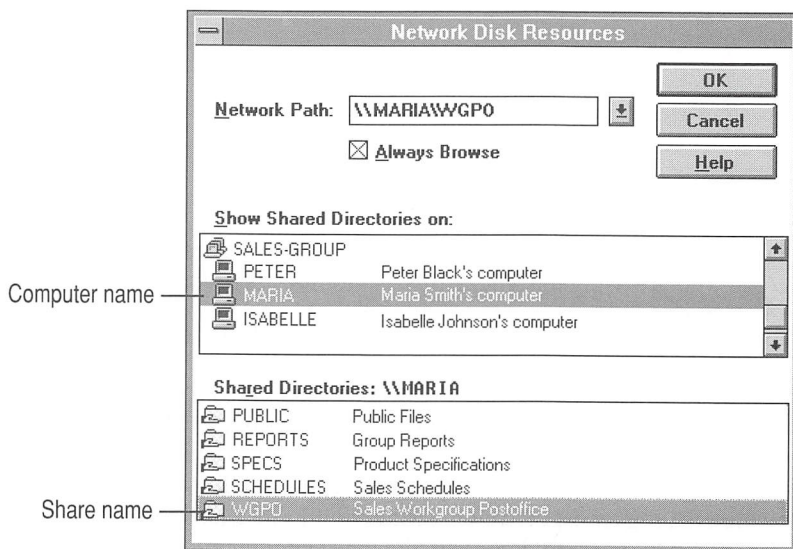 Network Disk Resources
OK
Network Path: \\MARIA\WGPO
Cancel
Always Browse
Help
Show Shared Directories on:
SALES-GROUP
PETER Peter Black's computer
Computer name
MARIA Maria Smith's computer
ISABELLE Isabelle Johnson's computer
Shared Directories: \\MARIA
PUBLIC Public Files
REPORTS Group Reports
SPECS Product Specifications
SCHEDULES Sales Schedules
Share name
WGPO Sales Workgroup Postoffice